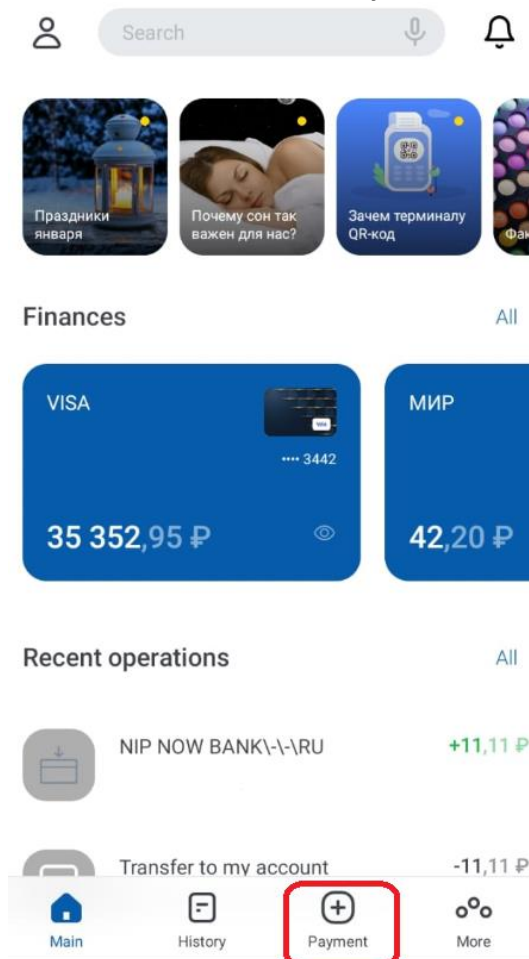 Search
Праздники
января
Почему сон так
важен для нас?
Зачем терминалу
QR-код
Фак
Finances
All
VISA
•••• 3442
35 352,95 ₽
МИР
42,20 ₽
Recent operations
All
NIP NOW BANK\-\-\RU
+11,11 ₽
Transfer to my account
-11,11 ₽
Main
History
Payment
More